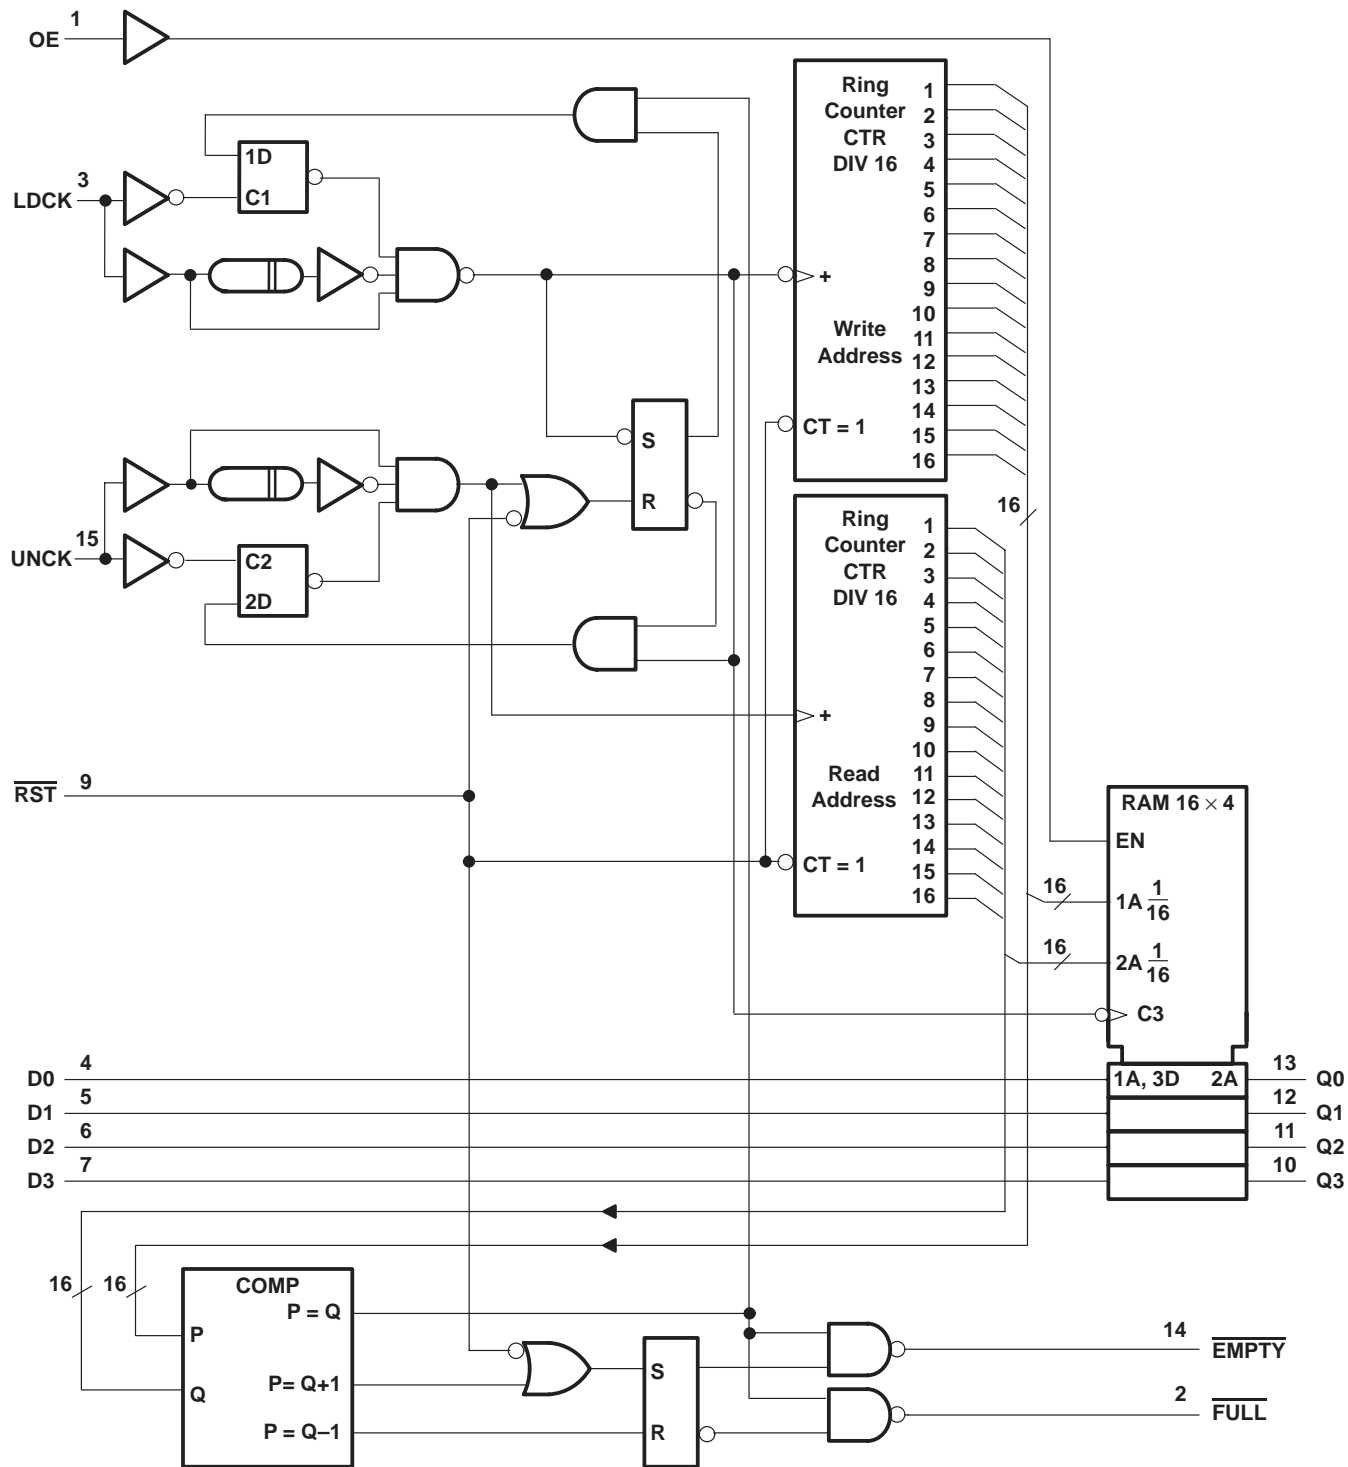 1
OE
Ring
Counter
CTR
DIV 16
1
2
3
4
5
6
7
8
9
10
11
12
13
14
15
16
Write
Address
CT = 1
+
1D
C1
3
LDCK
S
R
16
15
UNCK
C2
2D
Ring
Counter
CTR
DIV 16
1
2
3
4
5
6
7
8
9
10
11
12
13
14
15
16
+
Read
Address
CT = 1
9
RST
RAM 16 × 4
EN
16
1A 1/16
16
2A 1/16
C3
4
D0
1A, 3D 2A
13
Q0
5
D1
12
Q1
6
D2
11
Q2
7
D3
10
Q3
16 16
COMP
P = Q
P
P= Q+1
Q
P = Q–1
S
R
14
EMPTY
2
FULL